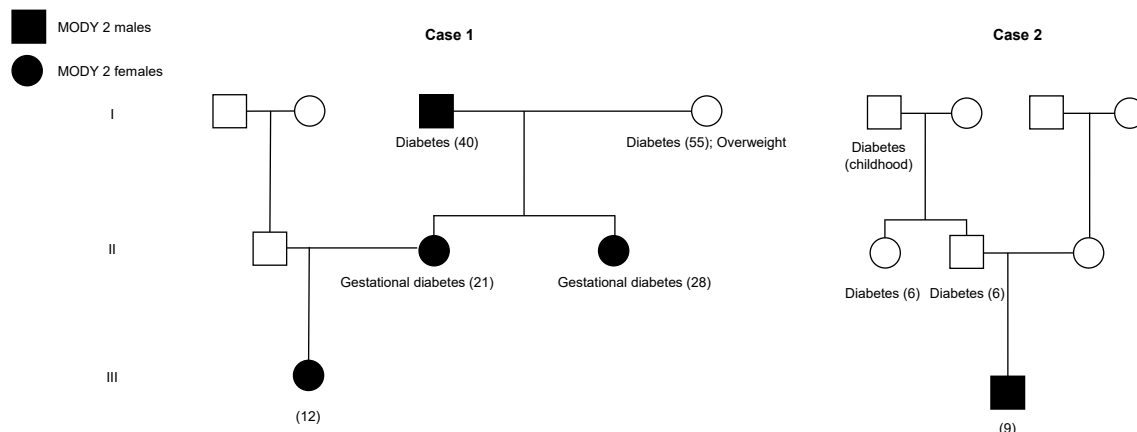 MODY 2 males
Case 1
Case 2
MODY 2 females
I
Diabetes (40)
Diabetes (55); Overweight
Diabetes
(childhood)
II
Gestational diabetes (21)
Gestational diabetes (28)
Diabetes (6)
Diabetes (6)
III
(12)
(9)